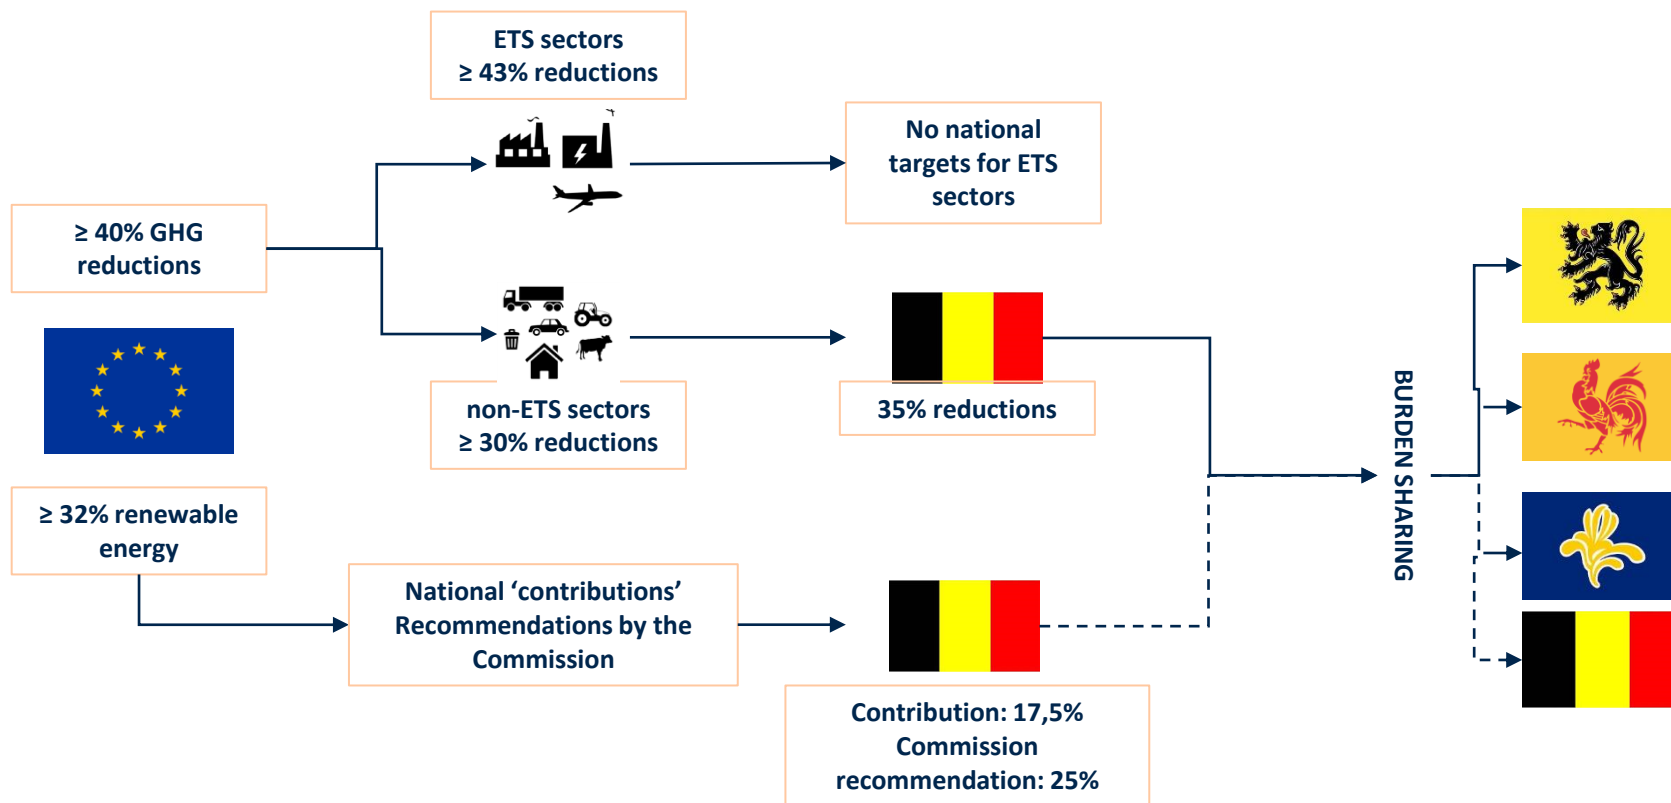 ETS sectors
≥ 43% reductions
No national
targets for ETS
sectors
≥ 40% GHG
reductions
non-ETS sectors
≥ 30% reductions
35% reductions
BURDEN SHARING
≥ 32% renewable
energy
National ‘contributions’
Recommendations by the
Commission
Contribution: 17,5%
Commission
recommendation: 25%